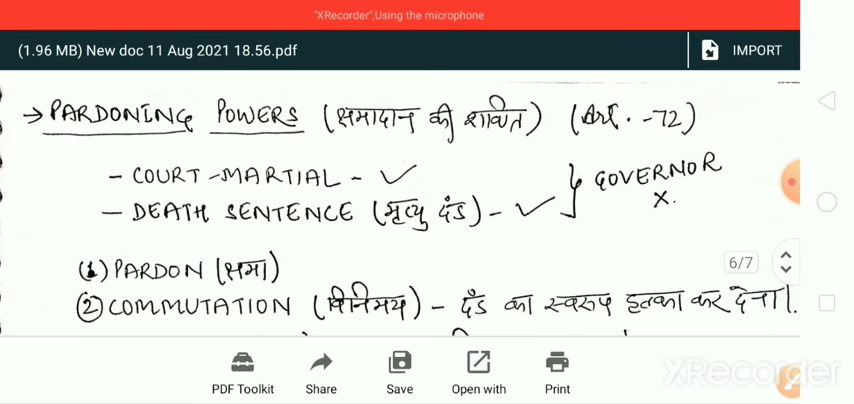 "XRecorder",Using the microphone
(1.96 MB) New doc 11 Aug 2021 18.56.pdf
IMPORT
→ PARDONING POWERS (क्षमादान की शक्ति) (Art. -72)
- COURT-MARTIAL - ✓
- DEATH SENTENCE (मृत्यु दंड) - ✓
} GOVERNOR
X.
6/7
(1) PARDON (क्षमा)
② COMMUTATION (विनिमय) - दँड का स्वरूप हलका कर देना।
PDF Toolkit
Share
Save
Open with
Print
XRecorder